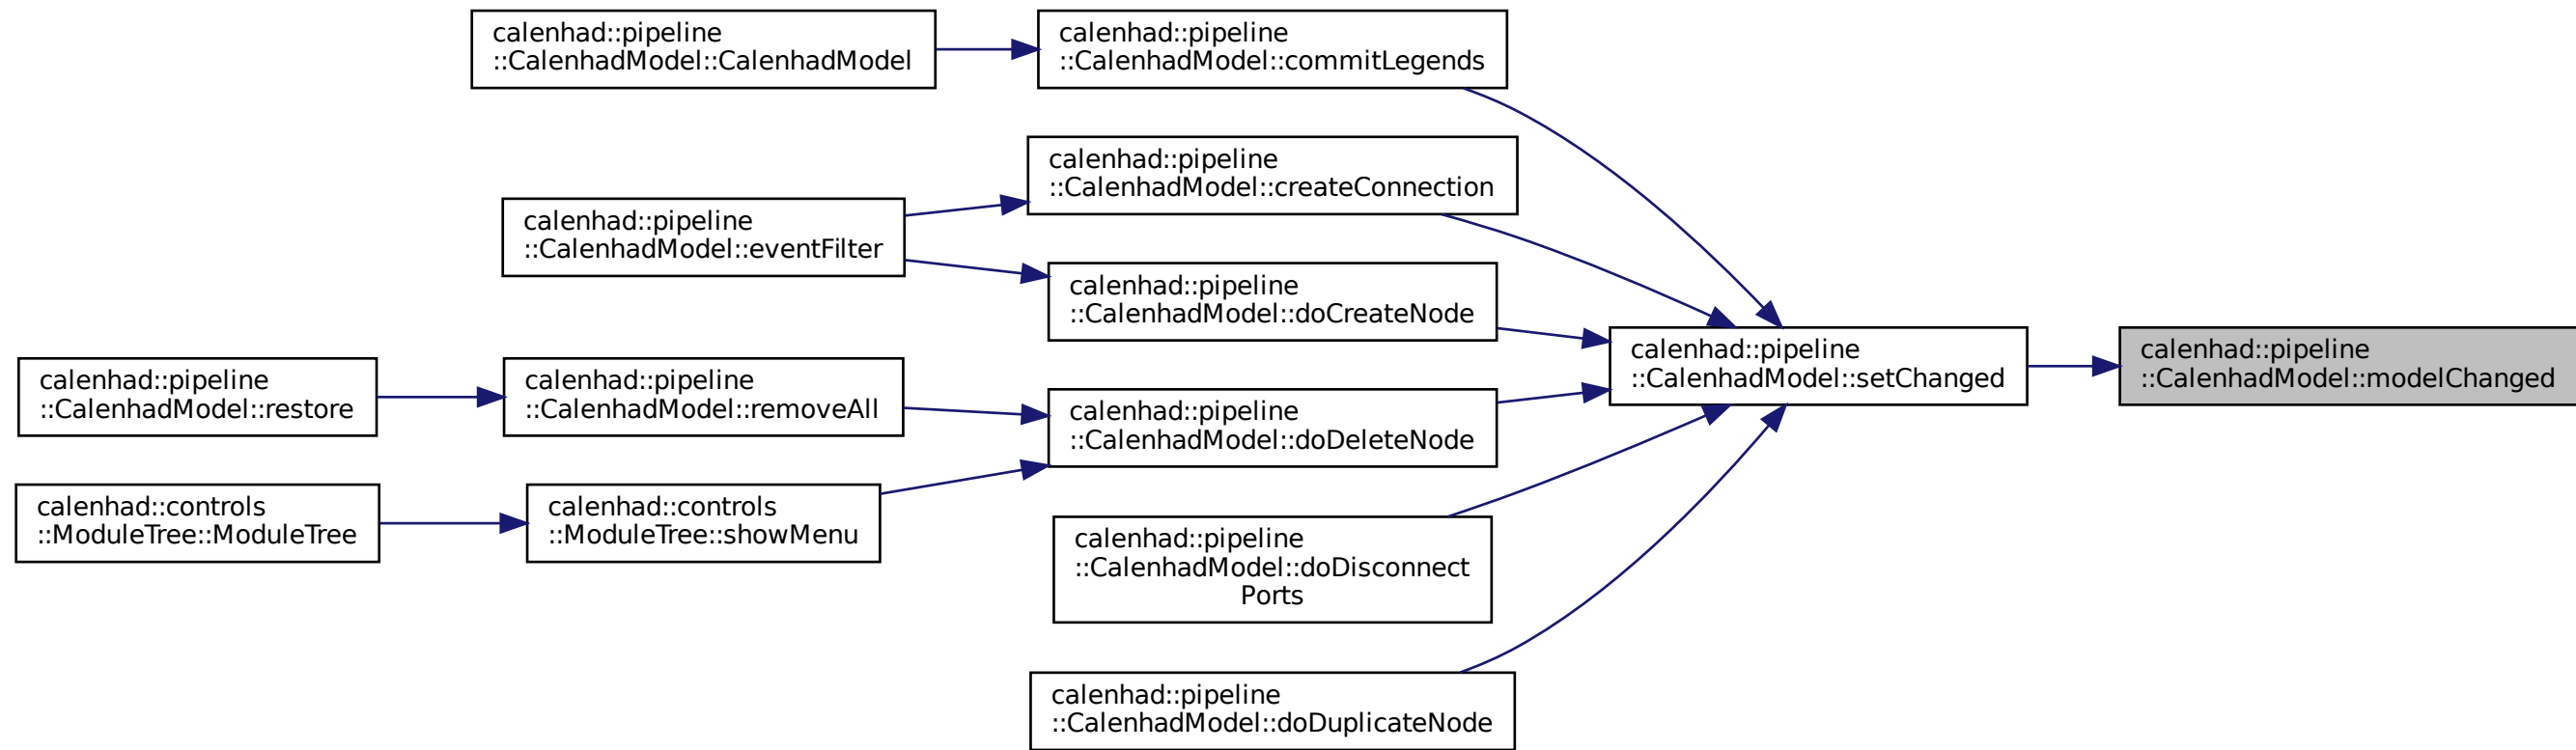 calenhad::pipeline
::CalenhadModel::CalenhadModel
calenhad::pipeline
::CalenhadModel::commitLegends
calenhad::pipeline
::CalenhadModel::createConnection
calenhad::pipeline
::CalenhadModel::eventFilter
calenhad::pipeline
::CalenhadModel::doCreateNode
calenhad::pipeline
::CalenhadModel::setChanged
calenhad::pipeline
::CalenhadModel::modelChanged
calenhad::pipeline
::CalenhadModel::restore
calenhad::pipeline
::CalenhadModel::removeAll
calenhad::pipeline
::CalenhadModel::doDeleteNode
calenhad::controls
::ModuleTree::ModuleTree
calenhad::controls
::ModuleTree::showMenu
calenhad::pipeline
::CalenhadModel::doDisconnect
Ports
calenhad::pipeline
::CalenhadModel::doDuplicateNode